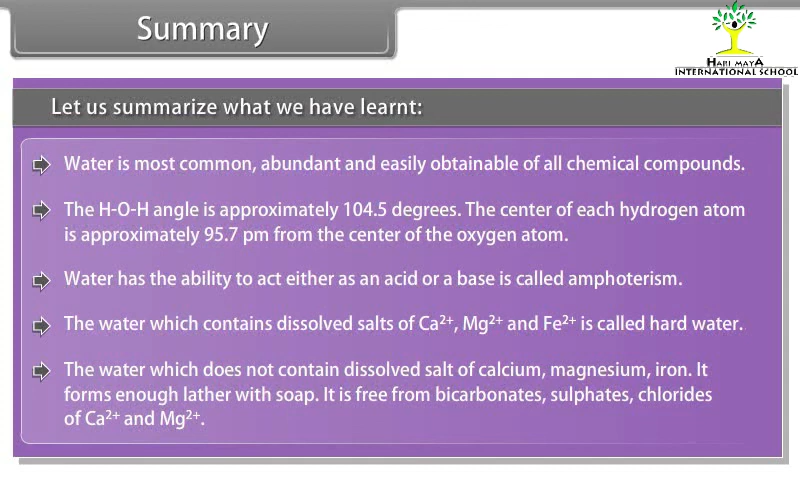 Summary
HARI MAYA
INTERNATIONAL SCHOOL
Let us summarize what we have learnt:
Water is most common, abundant and easily obtainable of all chemical compounds.
The H-O-H angle is approximately 104.5 degrees. The center of each hydrogen atom
is approximately 95.7 pm from the center of the oxygen atom.
Water has the ability to act either as an acid or a base is called amphoterism.
The water which contains dissolved salts of Ca²⁺, Mg²⁺ and Fe²⁺ is called hard water.
The water which does not contain dissolved salt of calcium, magnesium, iron. It
forms enough lather with soap. It is free from bicarbonates, sulphates, chlorides
of Ca²⁺ and Mg²⁺.